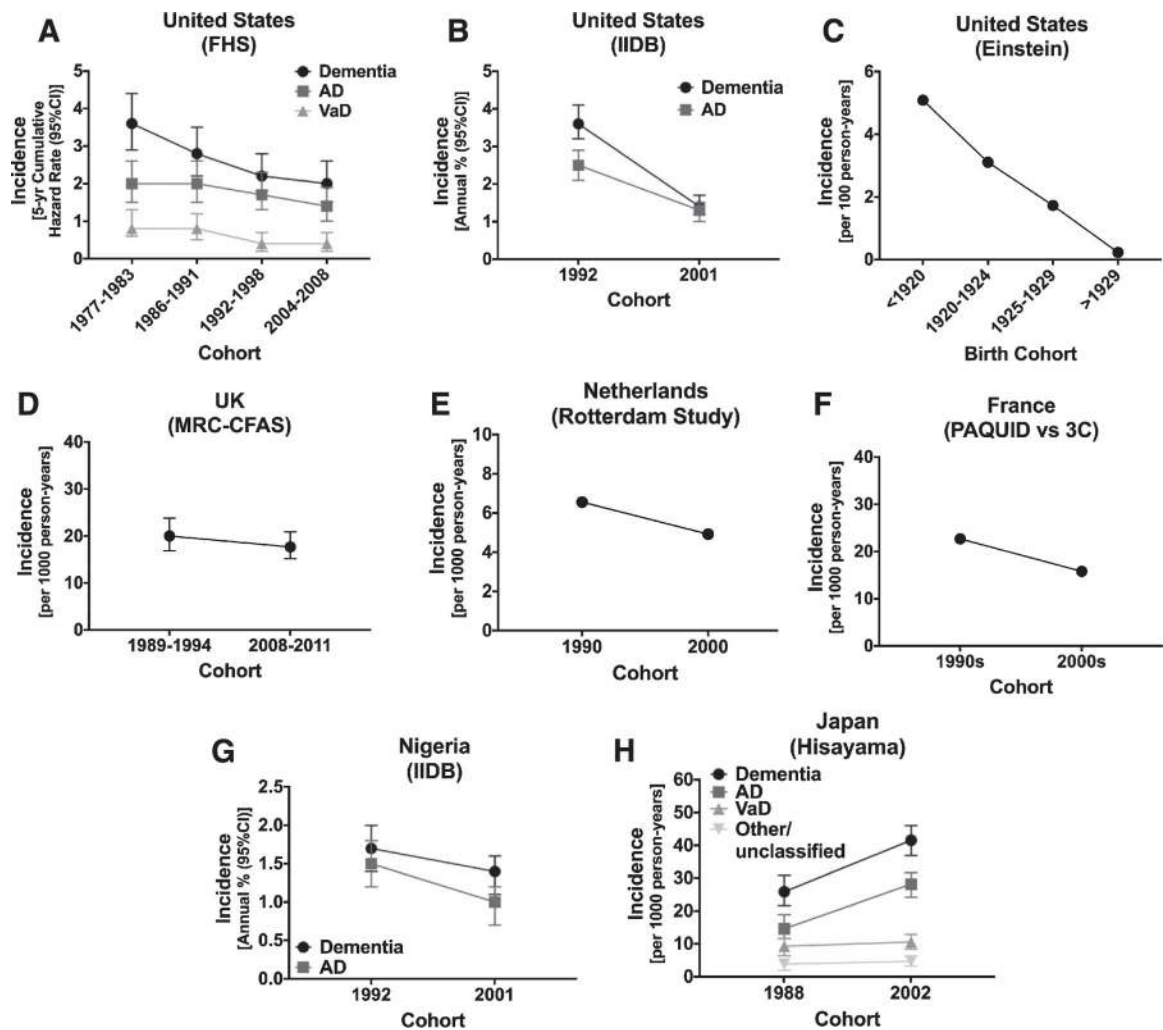 A
United States
(FHS)
Dementia
AD
VaD
Incidence
[5-yr Cumulative
Hazard Rate (95%CI)]
5
4
3
2
1
0
1977-1983
1986-1991
1992-1998
2004-2008
Cohort
B
United States
(IIDB)
Dementia
AD
Incidence
[Annual % (95%CI)]
5
4
3
2
1
0
1992
2001
Cohort
C
United States
(Einstein)
Incidence
[per 100 person-years]
6
4
2
0
<1920
1920-1924
1925-1929
>1929
Birth Cohort
D
UK
(MRC-CFAS)
Incidence
[per 1000 person-years]
40
30
20
10
0
1989-1994
2008-2011
Cohort
E
Netherlands
(Rotterdam Study)
Incidence
[per 1000 person-years]
10
8
6
4
2
0
1990
2000
Cohort
F
France
(PAQUID vs 3C)
Incidence
[per 1000 person-years]
40
30
20
10
0
1990s
2000s
Cohort
G
Nigeria
(IIDB)
Incidence
[Annual % (95%CI)]
2.5
2.0
1.5
1.0
0.5
0.0
Dementia
AD
1992
2001
Cohort
H
Japan
(Hisayama)
Dementia
AD
VaD
Other/
unclassified
Incidence
[per 1000 person-years]
60
50
40
30
20
10
0
1988
2002
Cohort